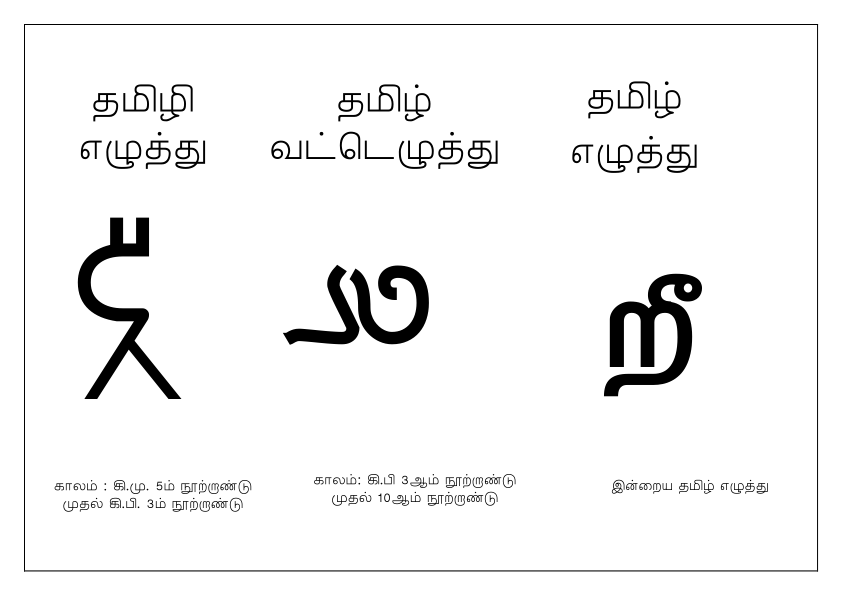 தமிழி
எழுத்து
தமிழ்
வட்டெழுத்து
தமிழ்
எழுத்து
றீ
காலம் : கி.மு. 5ம் நூற்றாண்டு
முதல் கி.பி. 3ம் நூற்றாண்டு
காலம்: கி.பி 3ஆம் நூற்றாண்டு
முதல் 10ஆம் நூற்றாண்டு
இன்றைய தமிழ் எழுத்து